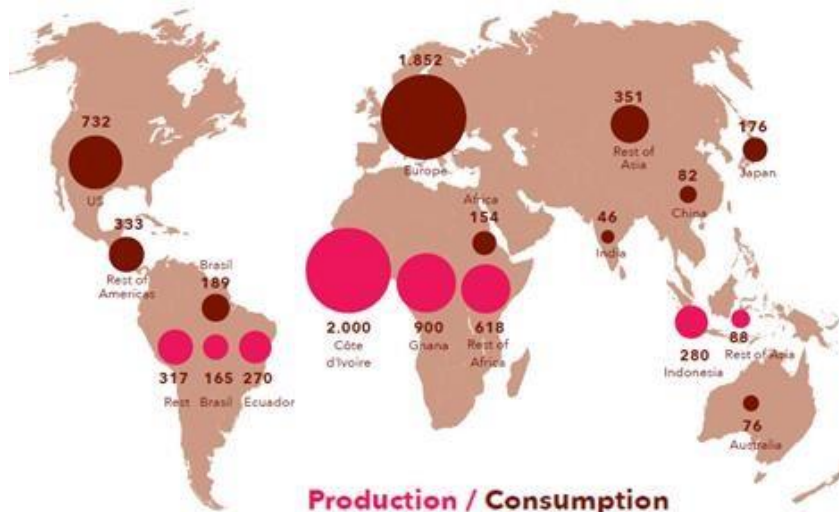 732
US
333
Rest of
Americas
Brasil
189
317
Rest
165
Brasil
270
Ecuador
1.852
Europe
Africa
154
2.000
Côte
d'Ivoire
900
Ghana
618
Rest of
Africa
351
Rest of
Asia
176
Japan
82
China
46
India
280
Indonesia
88
Rest of Asia
76
Australia
Production / Consumption